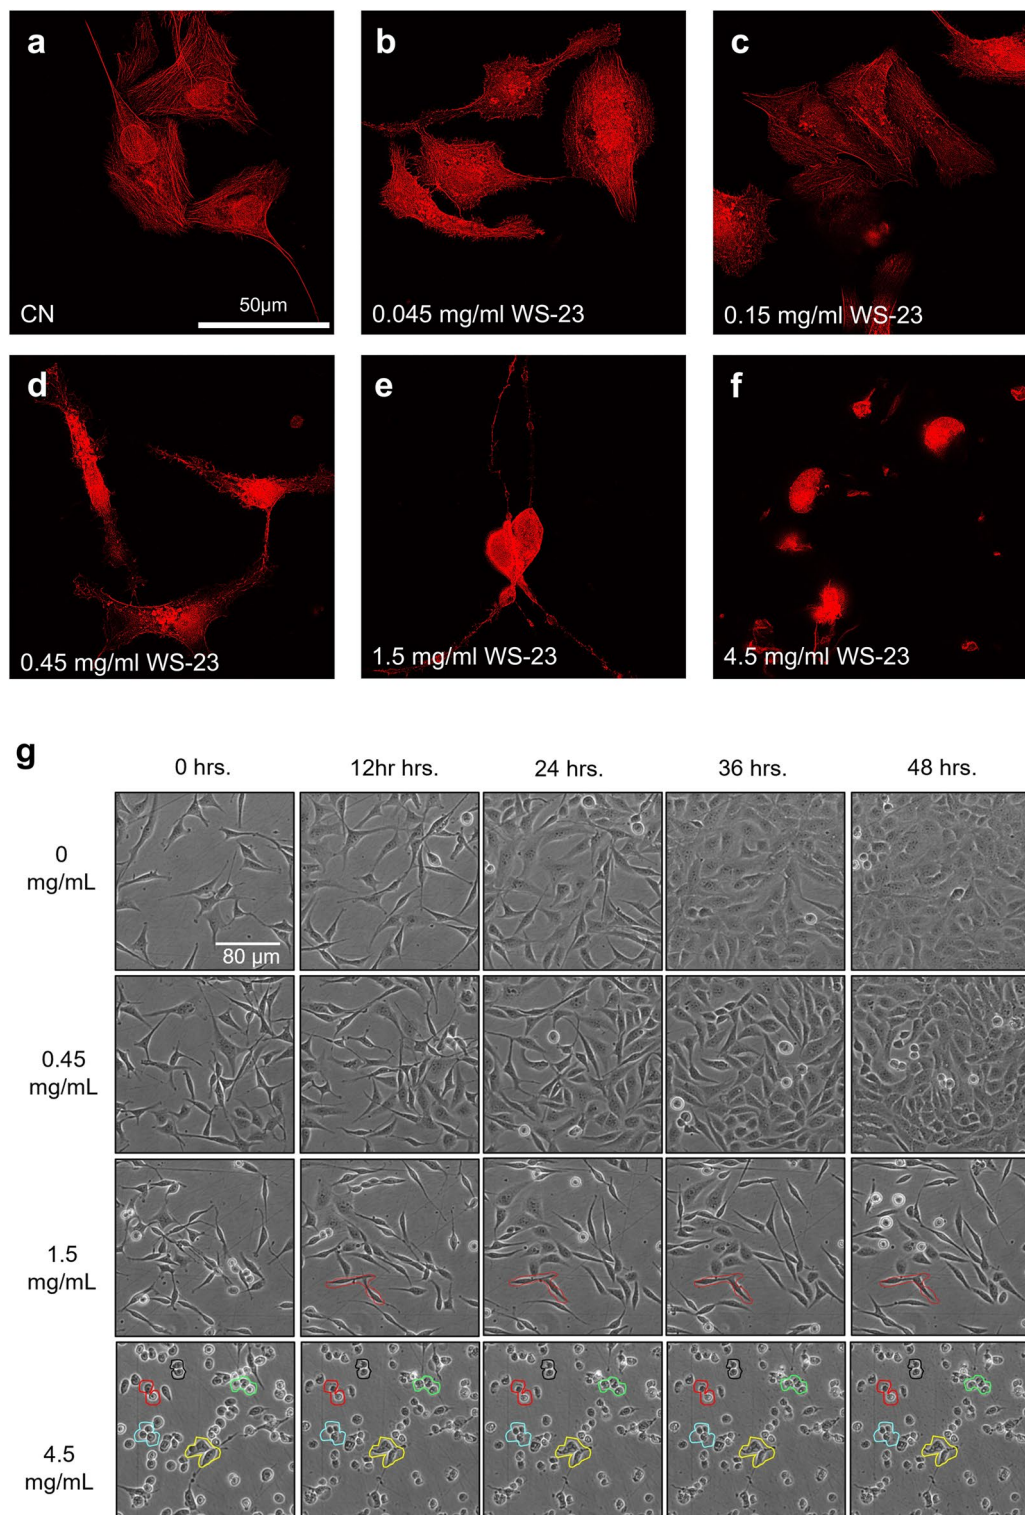 a
b
c
CN
50μm
0.045 mg/ml WS-23
0.15 mg/ml WS-23
d
e
f
0.45 mg/ml WS-23
1.5 mg/ml WS-23
4.5 mg/ml WS-23
g
0 hrs.
12hr hrs.
24 hrs.
36 hrs.
48 hrs.
0
mg/mL
80 μm
0.45
mg/mL
1.5
mg/mL
4.5
mg/mL